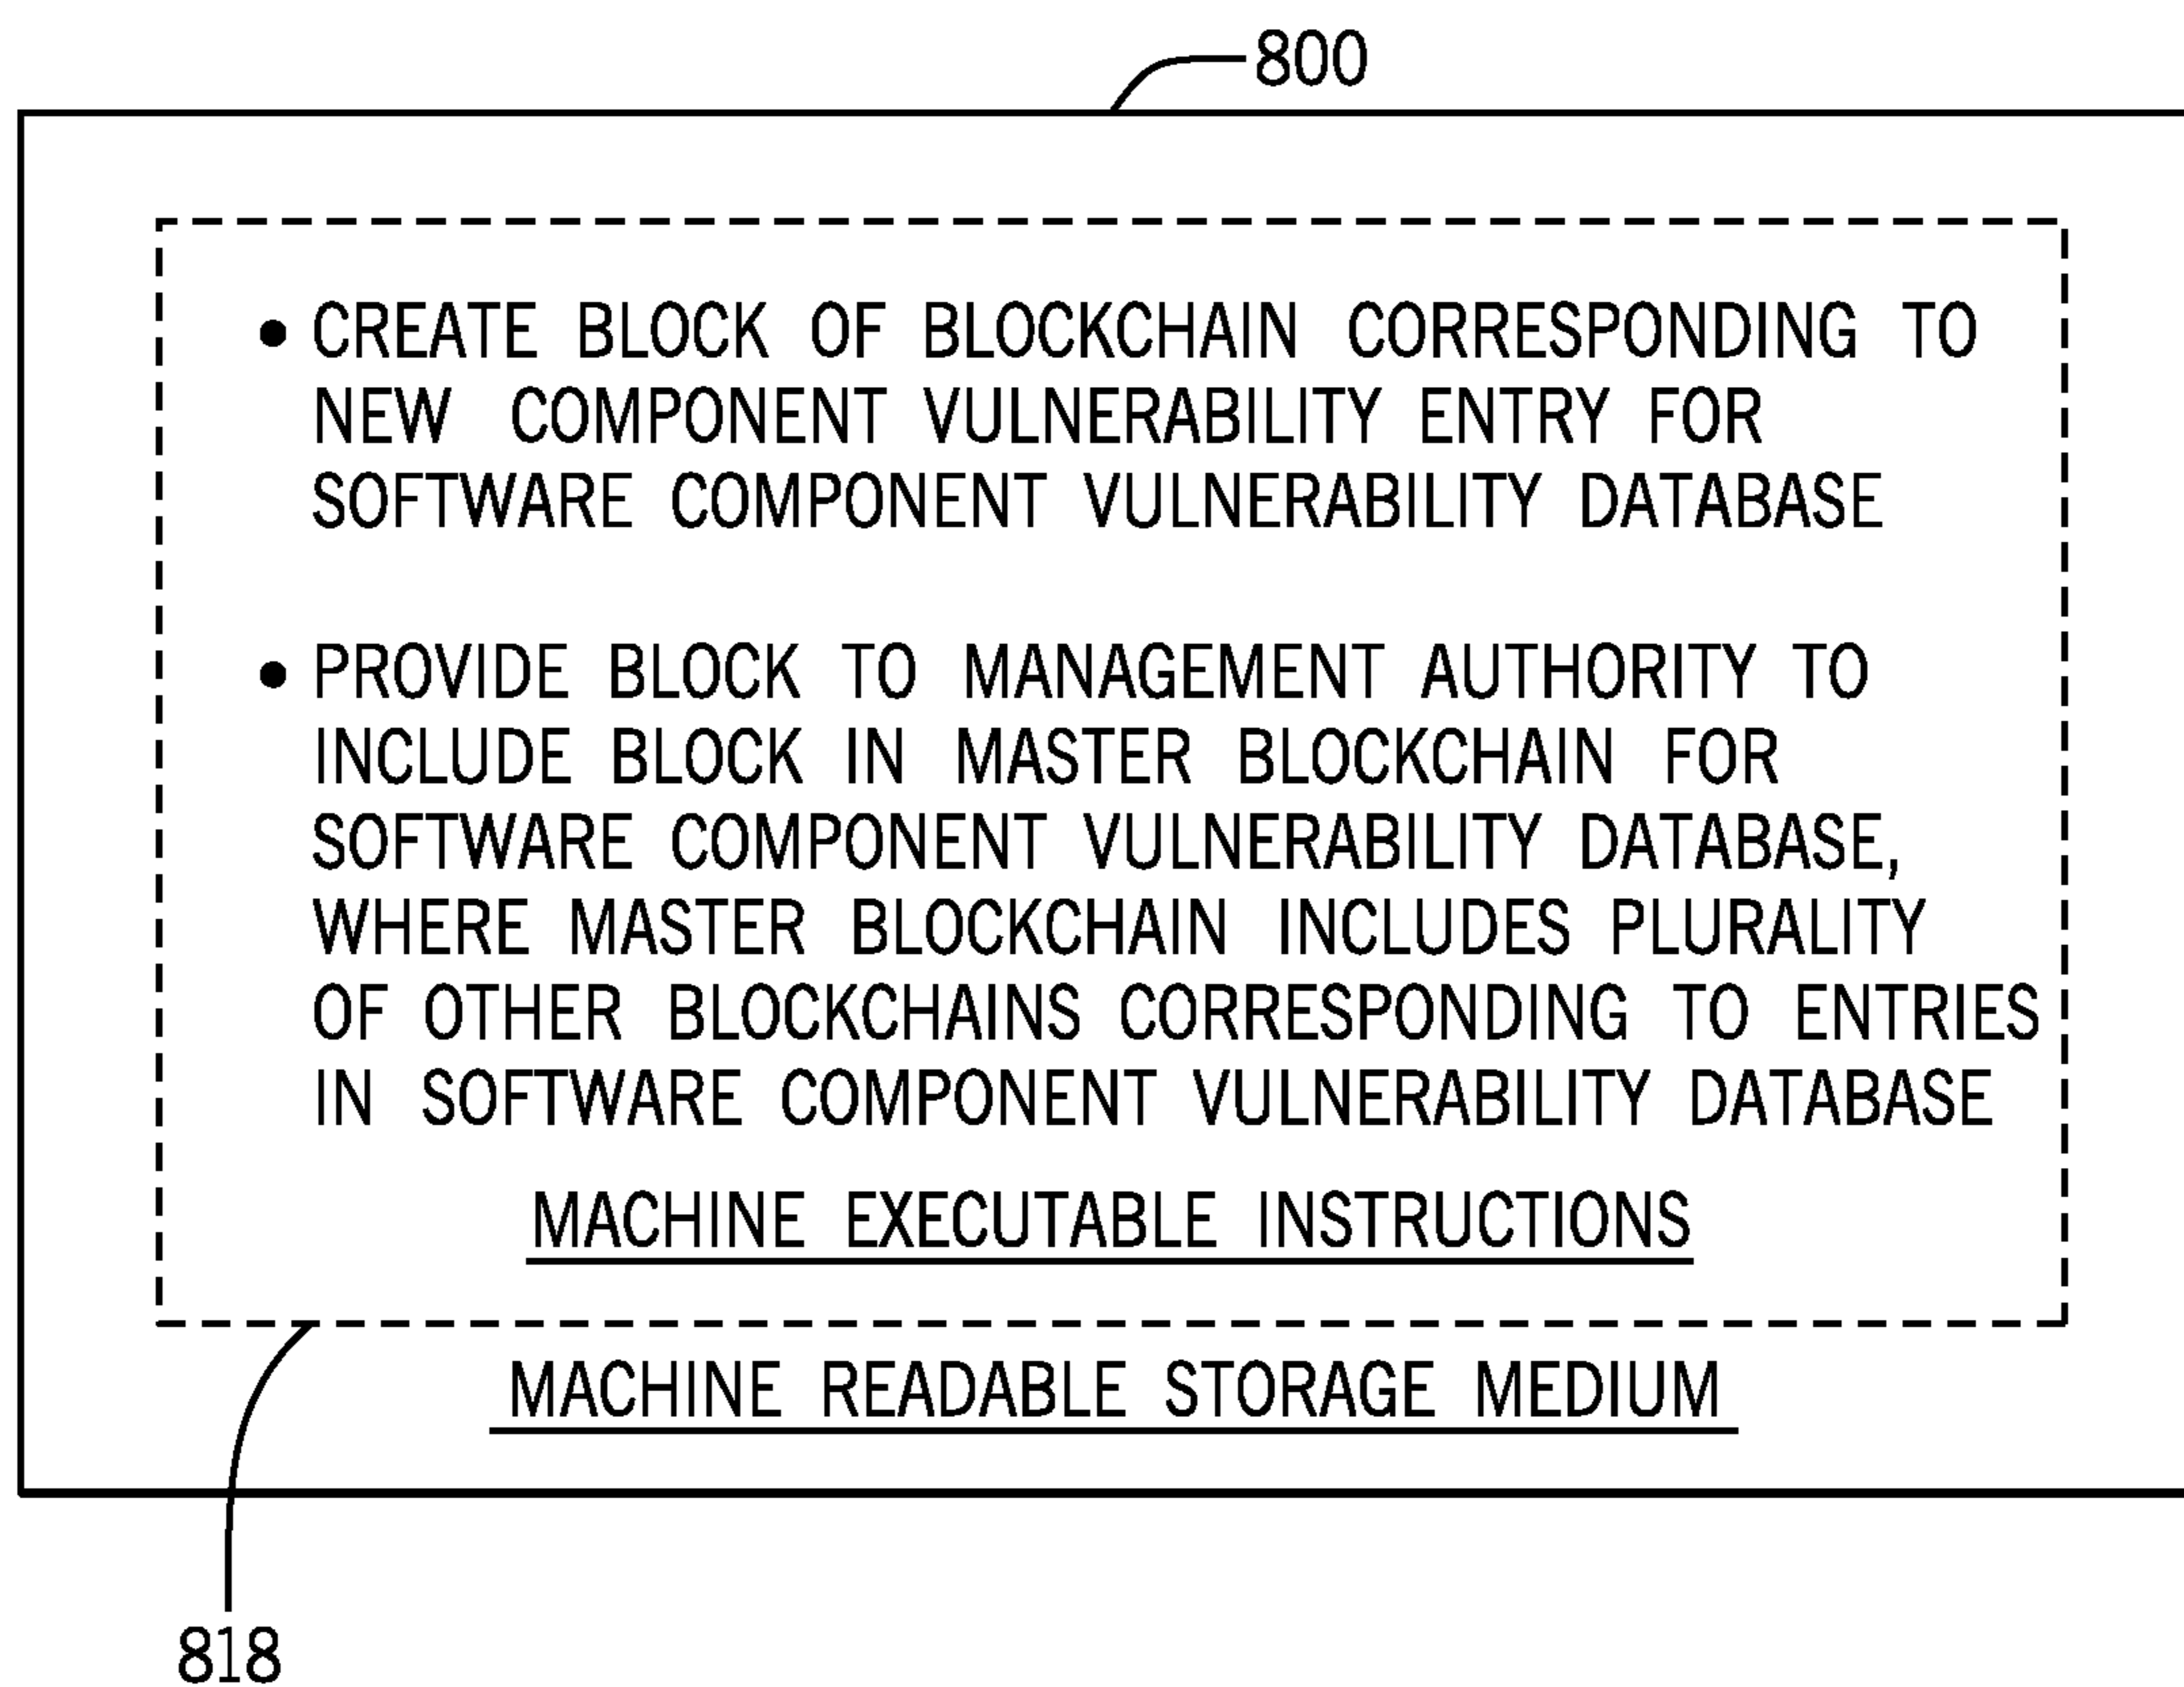 800
• CREATE BLOCK OF BLOCKCHAIN CORRESPONDING TO
NEW COMPONENT VULNERABILITY ENTRY FOR
SOFTWARE COMPONENT VULNERABILITY DATABASE
• PROVIDE BLOCK TO MANAGEMENT AUTHORITY TO
INCLUDE BLOCK IN MASTER BLOCKCHAIN FOR
SOFTWARE COMPONENT VULNERABILITY DATABASE,
WHERE MASTER BLOCKCHAIN INCLUDES PLURALITY
OF OTHER BLOCKCHAINS CORRESPONDING TO ENTRIES
IN SOFTWARE COMPONENT VULNERABILITY DATABASE
MACHINE EXECUTABLE INSTRUCTIONS
MACHINE READABLE STORAGE MEDIUM
818